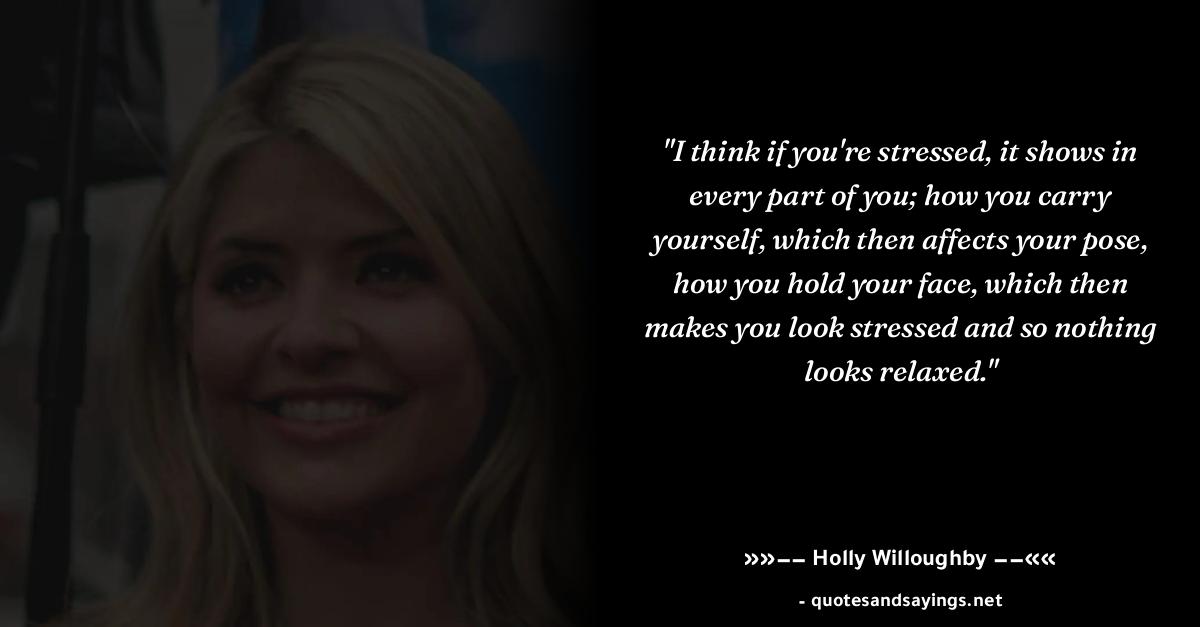 "I think if you're stressed, it shows in
every part of you; how you carry
yourself, which then affects your pose,
how you hold your face, which then
makes you look stressed and so nothing
looks relaxed."
»»−− Holly Willoughby −−««
- quotesandsayings.net